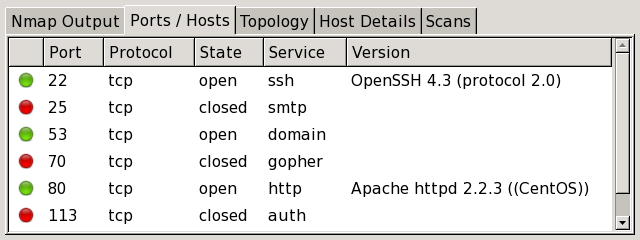 Nmap Output Ports / Hosts Topology Host Details Scans
Port Protocol State Service Version
22 tcp open ssh OpenSSH 4.3 (protocol 2.0)
25 tcp closed smtp
53 tcp open domain
70 tcp closed gopher
80 tcp open http Apache httpd 2.2.3 ((CentOS))
113 tcp closed auth